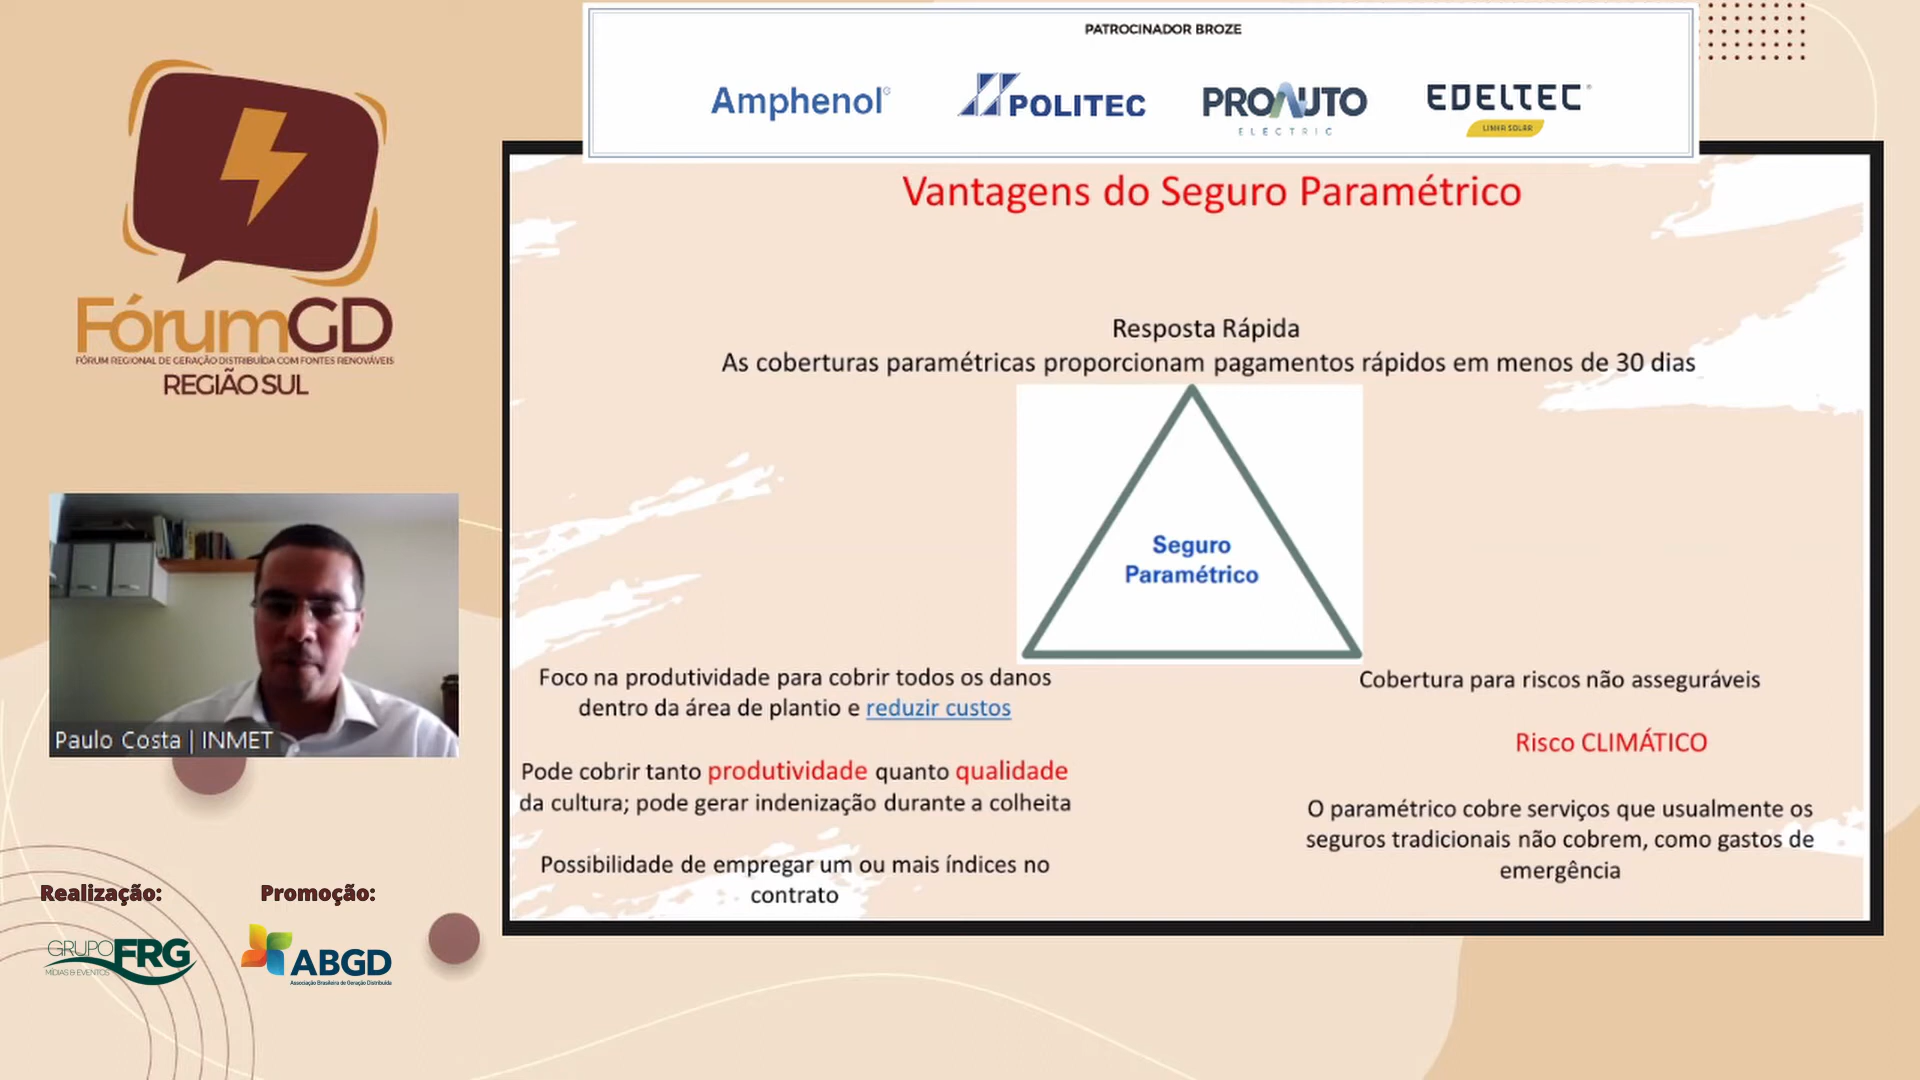 PATROCINADOR BROZE
Amphenol
POLITEC
PRONUTO
ELECTRIC
EDELTEC
LINHA SOLAR
FórumGD
FÓRUM REGIONAL DE GERAÇÃO DISTRIBUÍDA COM FONTES RENOVÁVEIS
REGIÃO SUL
Vantagens do Seguro Paramétrico
Resposta Rápida
As coberturas paramétricas proporcionam pagamentos rápidos em menos de 30 dias
Seguro
Paramétrico
Foco na produtividade para cobrir todos os danos
dentro da área de plantio e reduzir custos
Pode cobrir tanto produtividade quanto qualidade
da cultura; pode gerar indenização durante a colheita
Possibilidade de empregar um ou mais índices no
contrato
Cobertura para riscos não asseguráveis
Risco CLIMÁTICO
O paramétrico cobre serviços que usualmente os
seguros tradicionais não cobrem, como gastos de
emergência
Paulo Costa | INMET
Realização:
GRUPO FRG
MÍDIAS & EVENTOS
Promoção:
ABGD
Associação Brasileira de Geração Distribuída